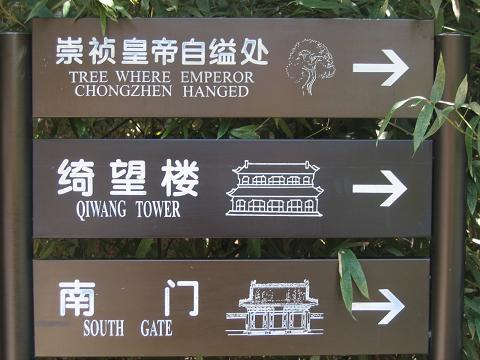 崇祯皇帝自缢处
TREE WHERE EMPEROR
CHONGZHEN HANGED
绮望楼
QIWANG TOWER
南门
SOUTH GATE